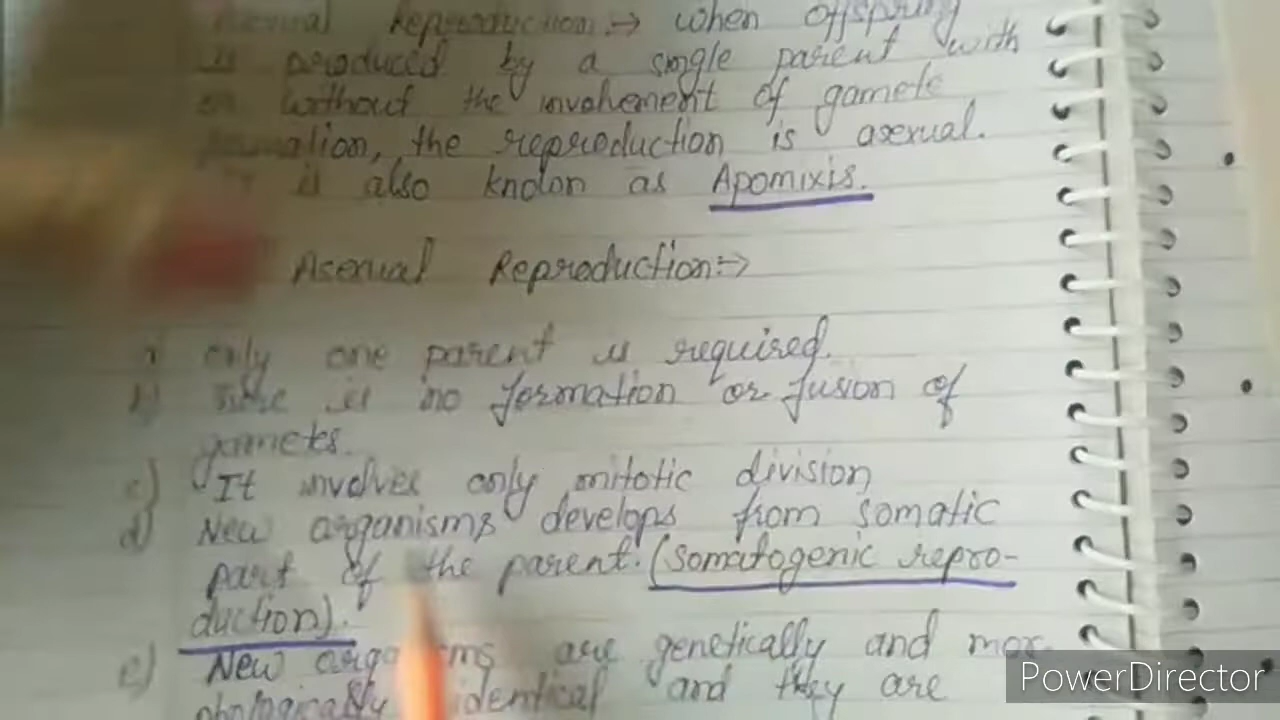 Reproduction:→ when offspring
is produced by a single parent with
or without the involvement of gamete
formation, the reproduction is asexual.
is also known as Apomixis.
Asexual Reproduction:→
a) only one parent is required.
b) There is no formation or fusion of
gametes.
c) It involves only mitotic division
d) New organisms develops from somatic
part of the parent. (Somatogenic repro-
duction).
e) New are genetically and mor
phologically identical and they are
PowerDirector